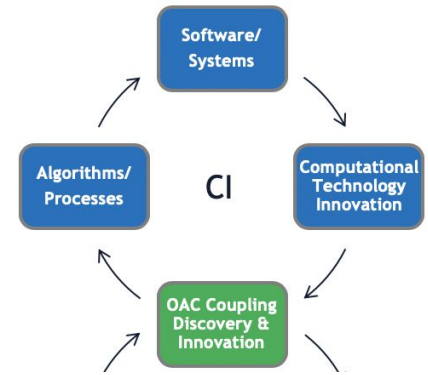 Software/
Systems
Algorithms/
Processes
CI
Computational
Technology
Innovation
OAC Coupling
Discovery &
Innovation